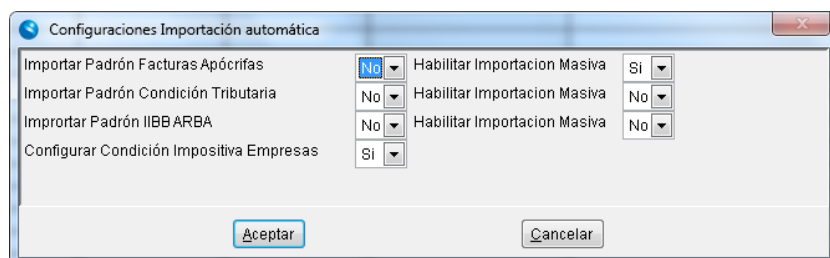 Configuraciones Importación automática
Importar Padrón Facturas Apócrifas No Habilitar Importacion Masiva Si
Importar Padrón Condición Tributaria No Habilitar Importacion Masiva No
Imprortar Padrón IIBB ARBA No Habilitar Importacion Masiva No
Configurar Condición Impositiva Empresas Si
Aceptar Cancelar